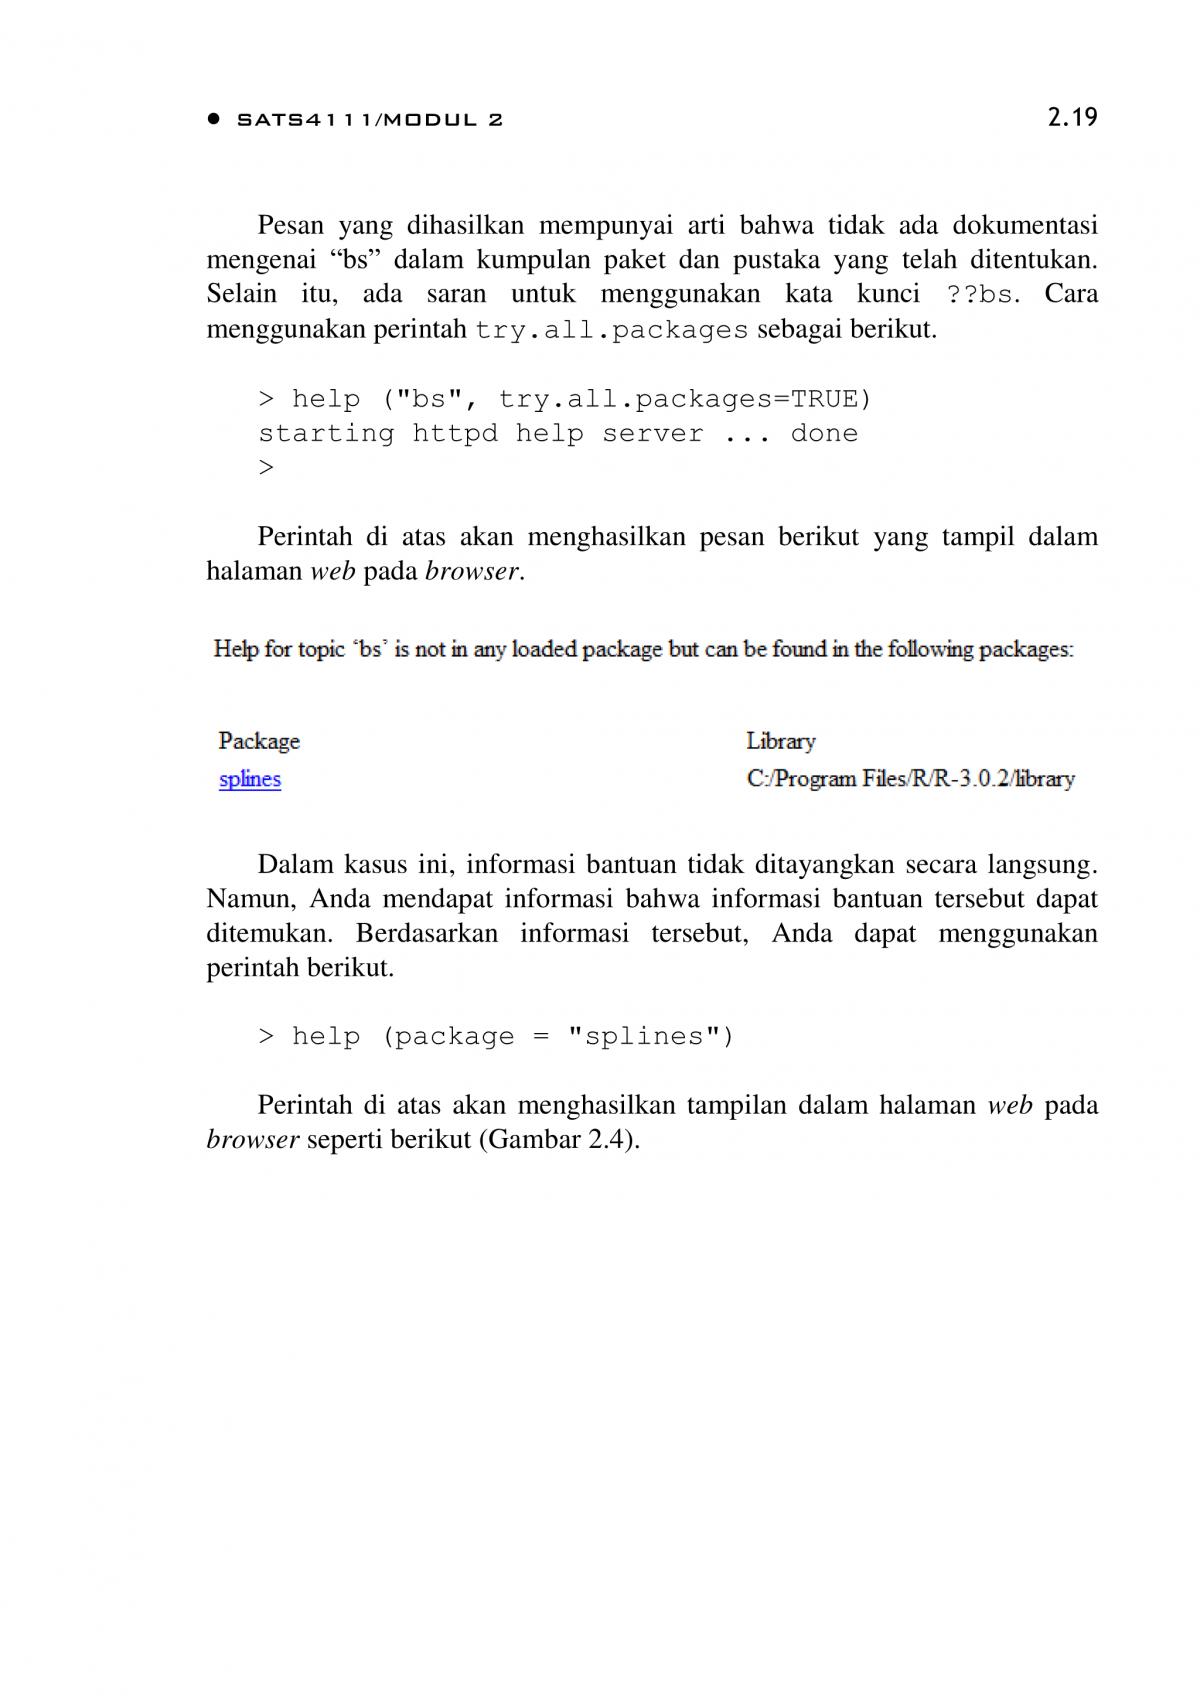 ● SATS4111/MODUL 2 2.19
Pesan yang dihasilkan mempunyai arti bahwa tidak ada dokumentasi
mengenai “bs” dalam kumpulan paket dan pustaka yang telah ditentukan.
Selain itu, ada saran untuk menggunakan kata kunci ??bs. Cara
menggunakan perintah try.all.packages sebagai berikut.
> help ("bs", try.all.packages=TRUE)
starting httpd help server ... done
>
Perintah di atas akan menghasilkan pesan berikut yang tampil dalam
halaman web pada browser.
Help for topic ‘bs’ is not in any loaded package but can be found in the following packages:
Package Library
splines C:/Program Files/R/R-3.0.2/library
Dalam kasus ini, informasi bantuan tidak ditayangkan secara langsung.
Namun, Anda mendapat informasi bahwa informasi bantuan tersebut dapat
ditemukan. Berdasarkan informasi tersebut, Anda dapat menggunakan
perintah berikut.
> help (package = "splines")
Perintah di atas akan menghasilkan tampilan dalam halaman web pada
browser seperti berikut (Gambar 2.4).